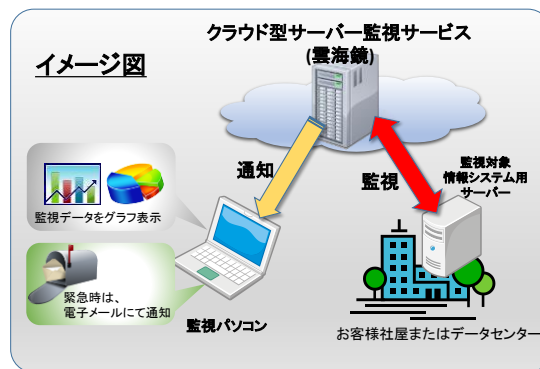 クラウド型サーバー監視サービス
(雲海鏡)
イメージ図
通知
監視
監視対象
情報システム用
サーバー
監視データをグラフ表示
緊急時は、
電子メールにて通知
監視パソコン
お客様社屋またはデータセンター